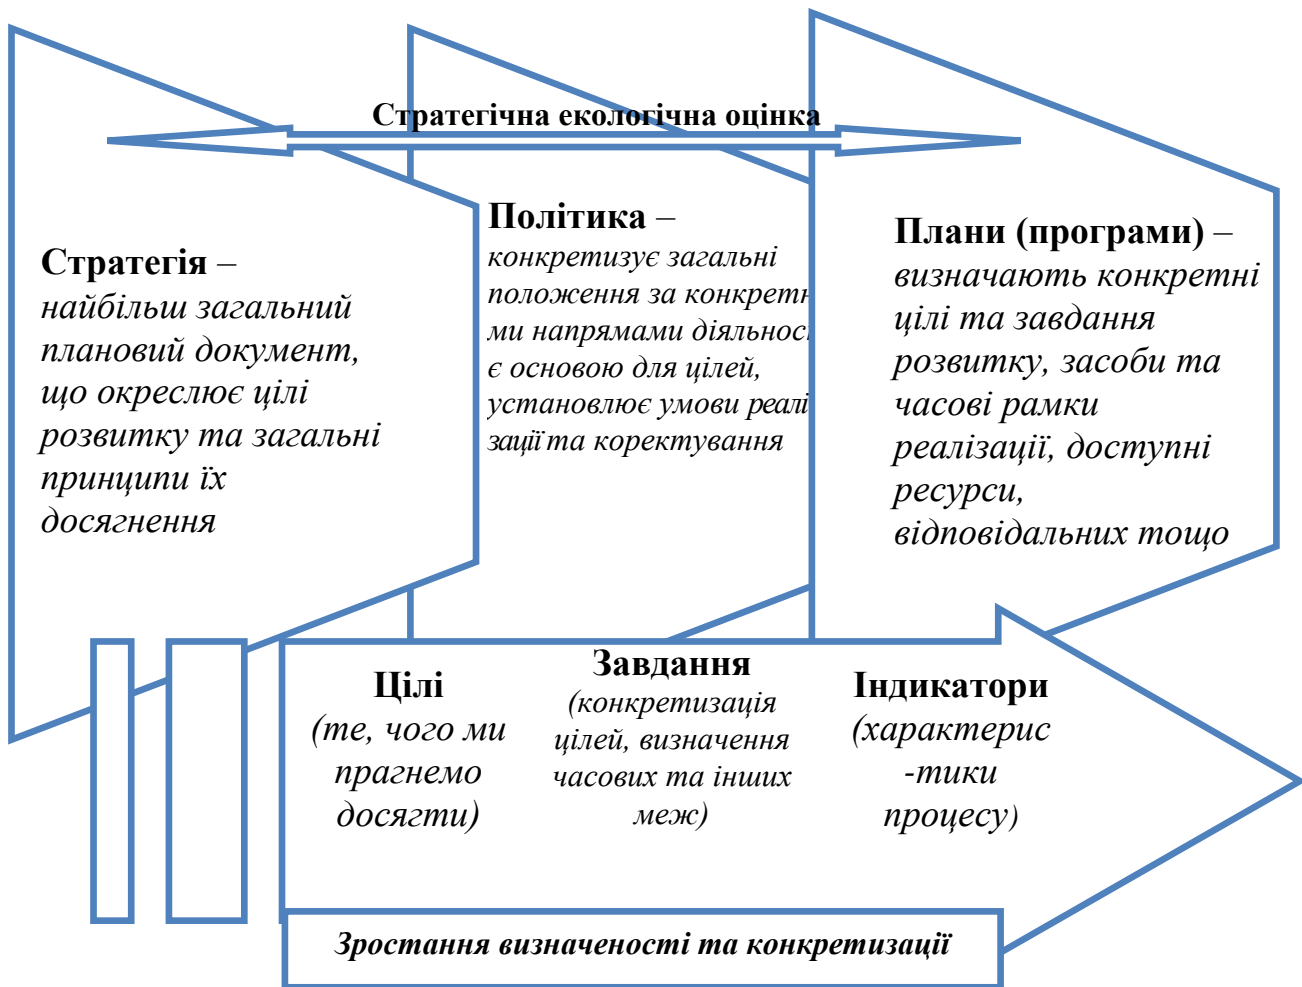 Стратегічна екологічна оцінка
Стратегія –
найбільш загальний
плановий документ,
що окреслює цілі
розвитку та загальні
принципи їх
досягнення
Політика –
конкретизує загальні
положення за конкретн
ми напрямами діяльнос
є основою для цілей,
установлює умови реалі
зації та коректування
Плани (програми) –
визначають конкретні
цілі та завдання
розвитку, засоби та
часові рамки
реалізації, доступні
ресурси,
відповідальних тощо
Цілі
(те, чого ми
прагнемо
досягти)
Завдання
(конкретизація
цілей, визначення
часових та інших
меж)
Індикатори
(характерис
-тики
процесу)
Зростання визначеності та конкретизації